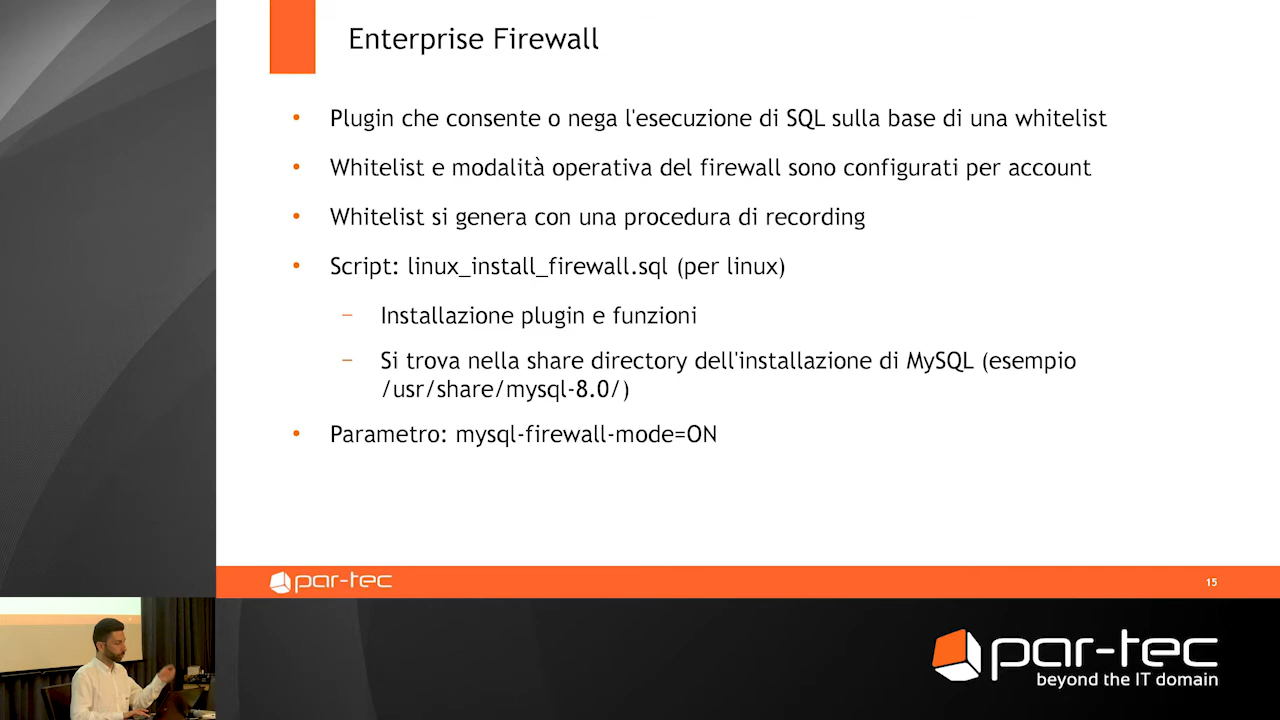 Enterprise Firewall
• Plugin che consente o nega l'esecuzione di SQL sulla base di una whitelist
• Whitelist e modalità operativa del firewall sono configurati per account
• Whitelist si genera con una procedura di recording
• Script: linux_install_firewall.sql (per linux)
– Installazione plugin e funzioni
– Si trova nella share directory dell'installazione di MySQL (esempio
/usr/share/mysql-8.0/)
• Parametro: mysql-firewall-mode=ON
par-tec
15
par-tec
beyond the IT domain